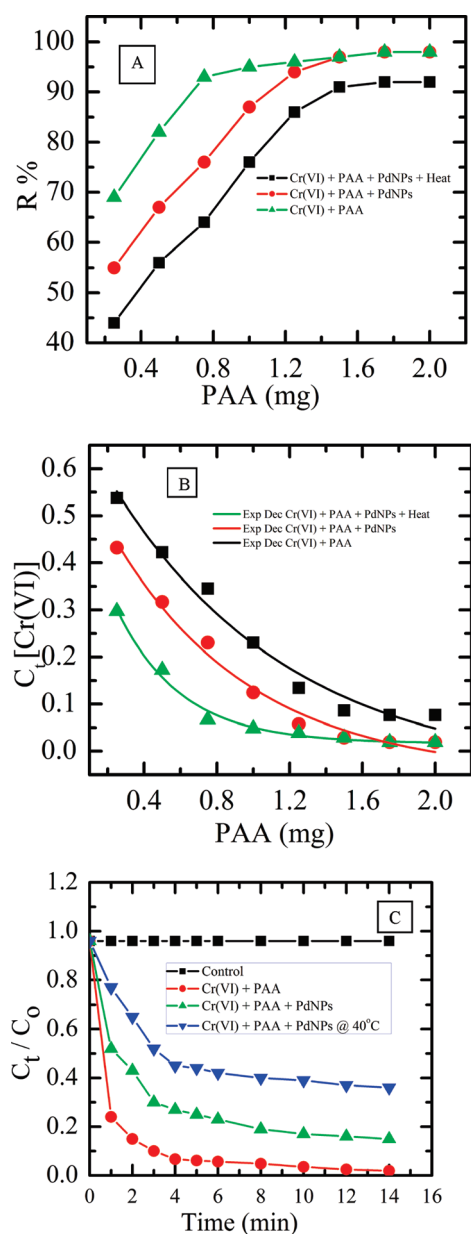 A
100
90
80
70
60
50
40
R %
Cr(VI) + PAA + PdNPs + Heat
Cr(VI) + PAA + PdNPs
Cr(VI) + PAA
0.4 0.8 1.2 1.6 2.0
PAA (mg)
B
0.6
0.5
0.4
0.3
0.2
0.1
0.0
Ct[Cr(VI)]
Exp Dec Cr(VI) + PAA + PdNPs + Heat
Exp Dec Cr(VI) + PAA + PdNPs
Exp Dec Cr(VI) + PAA
0.4 0.8 1.2 1.6 2.0
PAA (mg)
C
1.2
1.0
0.8
0.6
0.4
0.2
0.0
Ct / Co
Control
Cr(VI) + PAA
Cr(VI) + PAA + PdNPs
Cr(VI) + PAA + PdNPs @ 40°C
0 2 4 6 8 10 12 14 16
Time (min)